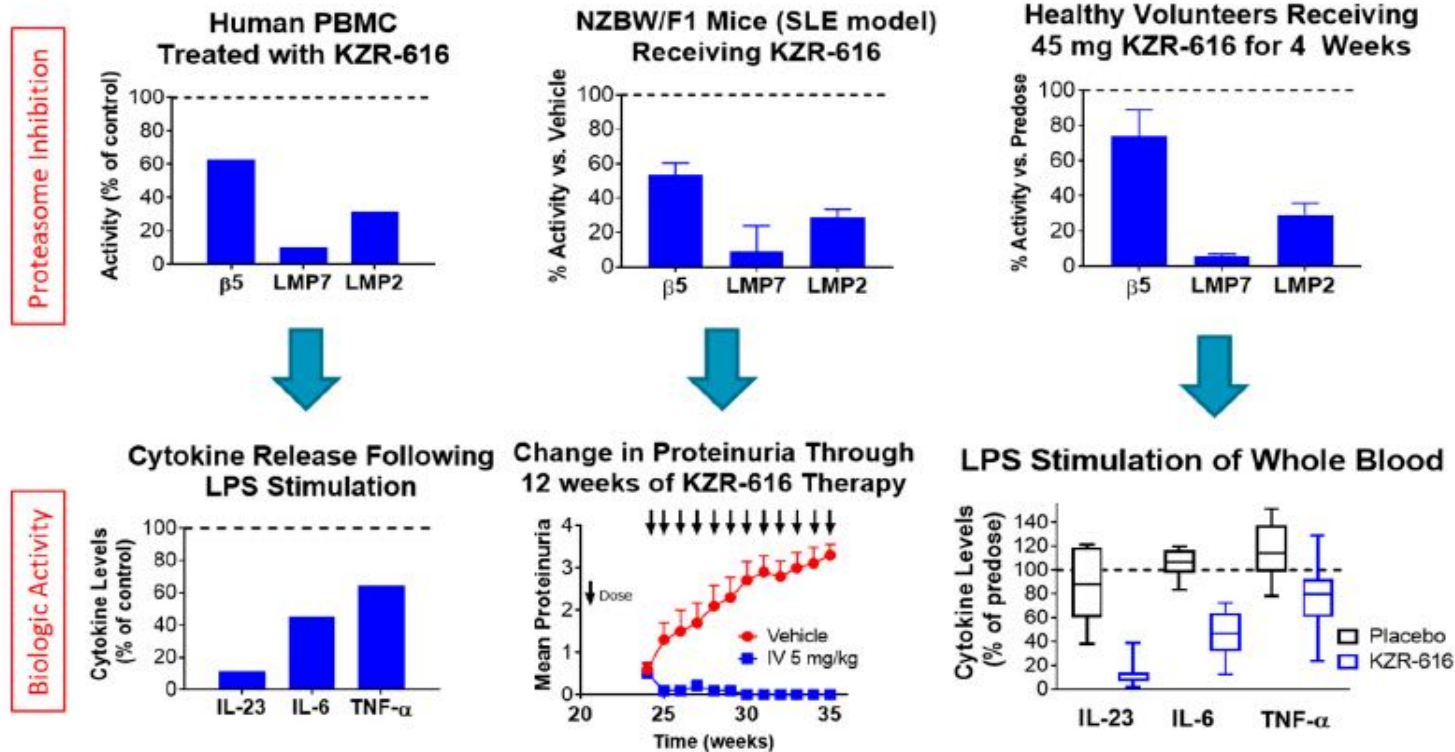 Human PBMC
Treated with KZR-616
NZBW/F1 Mice (SLE model)
Receiving KZR-616
Healthy Volunteers Receiving
45 mg KZR-616 for 4 Weeks
Proteasome Inhibition
Activity (% of control)
100
80
60
40
20
0
β5 LMP7 LMP2
% Activity vs. Vehicle
100
80
60
40
20
0
β5 LMP7 LMP2
% Activity vs. Predose
100
80
60
40
20
0
β5 LMP7 LMP2
Biologic Activity
Cytokine Release Following
LPS Stimulation
Cytokine Levels
(% of control)
100
80
60
40
20
0
IL-23 IL-6 TNF-α
Change in Proteinuria Through
12 weeks of KZR-616 Therapy
Mean Proteinuria
4
3
2
1
0
Dose
Vehicle
IV 5 mg/kg
20 25 30 35
Time (weeks)
LPS Stimulation of Whole Blood
Cytokine Levels
(% of predose)
140
120
100
80
60
40
20
0
Placebo
KZR-616
IL-23 IL-6 TNF-α